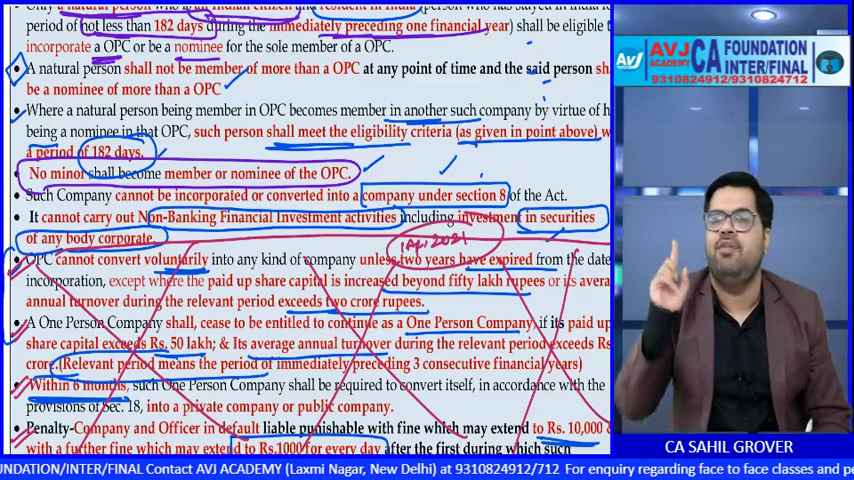 Only a natural person who is an Indian citizen and resident in India (person who has stayed in India fo
period of not less than 182 days during the immediately preceding one financial year) shall be eligible t
incorporate a OPC or be a nominee for the sole member of a OPC.
• A natural person shall not be member of more than a OPC at any point of time and the said person sh
be a nominee of more than a OPC
• Where a natural person being member in OPC becomes member in another such company by virtue of h
being a nominee in that OPC, such person shall meet the eligibility criteria (as given in point above) w
a period of 182 days.
• No minor shall become member or nominee of the OPC.
• Such Company cannot be incorporated or converted into a company under section 8 of the Act.
• It cannot carry out Non-Banking Financial Investment activities including investment in securities
of any body corporate.
1 Apr 2021
• OPC cannot convert voluntarily into any kind of company unless two years have expired from the date
incorporation, except where the paid up share capital is increased beyond fifty lakh rupees or its avera
annual turnover during the relevant period exceeds two crore rupees.
• A One Person Company shall, cease to be entitled to continue as a One Person Company, if its paid up
share capital exceeds Rs. 50 lakh; & Its average annual turnover during the relevant period exceeds Rs
crore.(Relevant period means the period of immediately preceding 3 consecutive financial years)
• Within 6 months, such One Person Company shall be required to convert itself, in accordance with the
provisions of Sec. 18, into a private company or public company.
• Penalty-Company and Officer in default liable punishable with fine which may extend to Rs. 10,000 &
with a further fine which may extend to Rs.1000 for every day after the first during which such
AVJ
AVJ
ACADEMY
CA FOUNDATION
INTER/FINAL
9310824912/9310824712
CA SAHIL GROVER
UNDATION/INTER/FINAL Contact AVJ ACADEMY (Laxmi Nagar, New Delhi) at 9310824912/712 For enquiry regarding face to face classes and pe